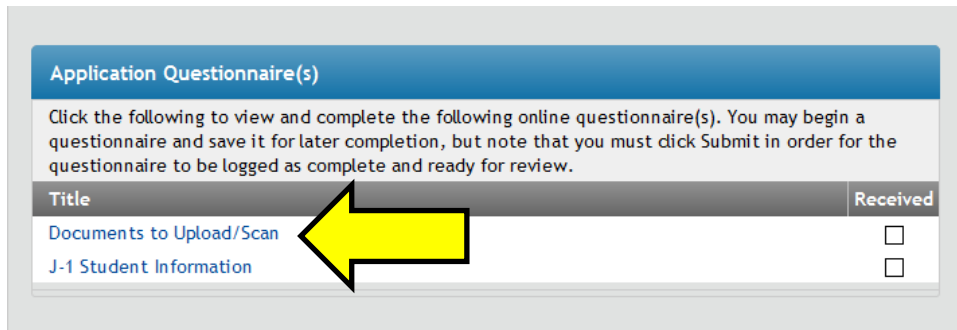 Application Questionnaire(s)
Click the following to view and complete the following online questionnaire(s). You may begin a
questionnaire and save it for later completion, but note that you must click Submit in order for the
questionnaire to be logged as complete and ready for review.
Title Received
Documents to Upload/Scan
J-1 Student Information